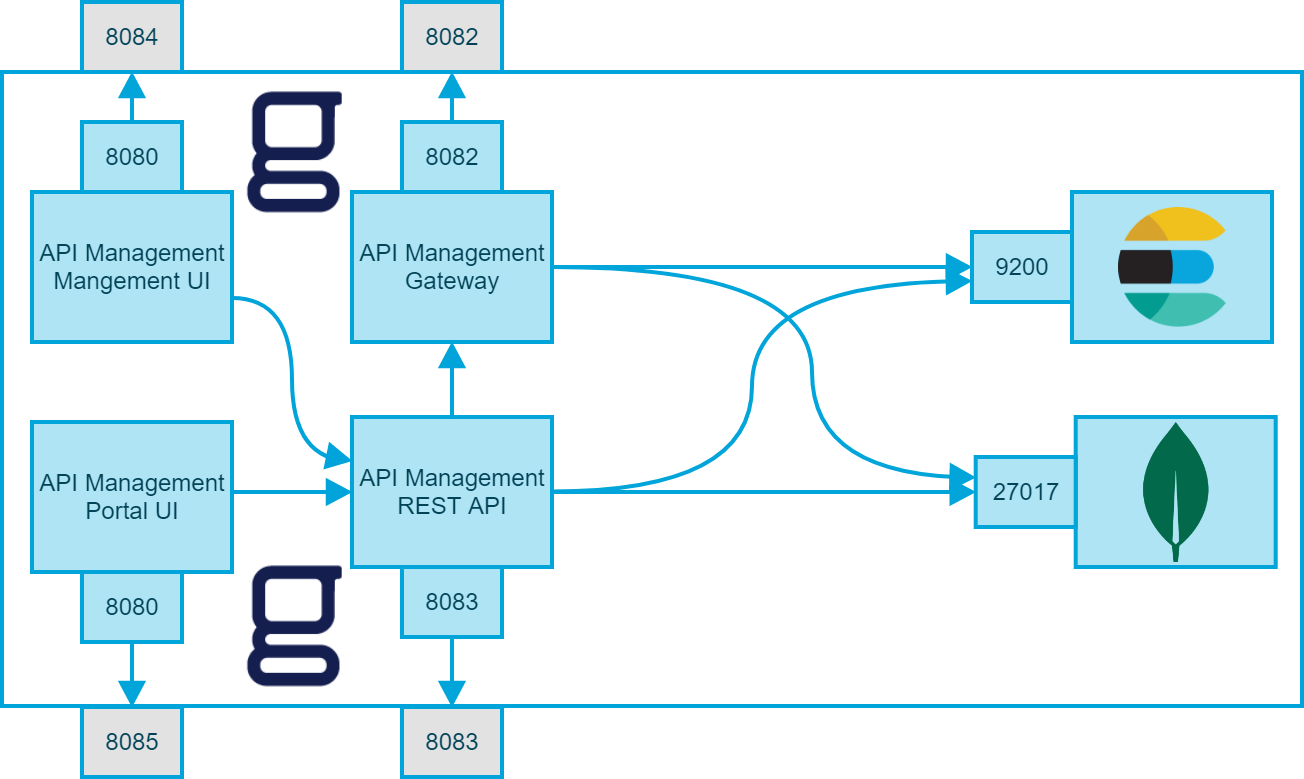 8084
8082
8080
8082
API Management
Mangement UI
API Management
Gateway
9200
API Management
Portal UI
API Management
REST API
27017
8080
8083
8085
8083